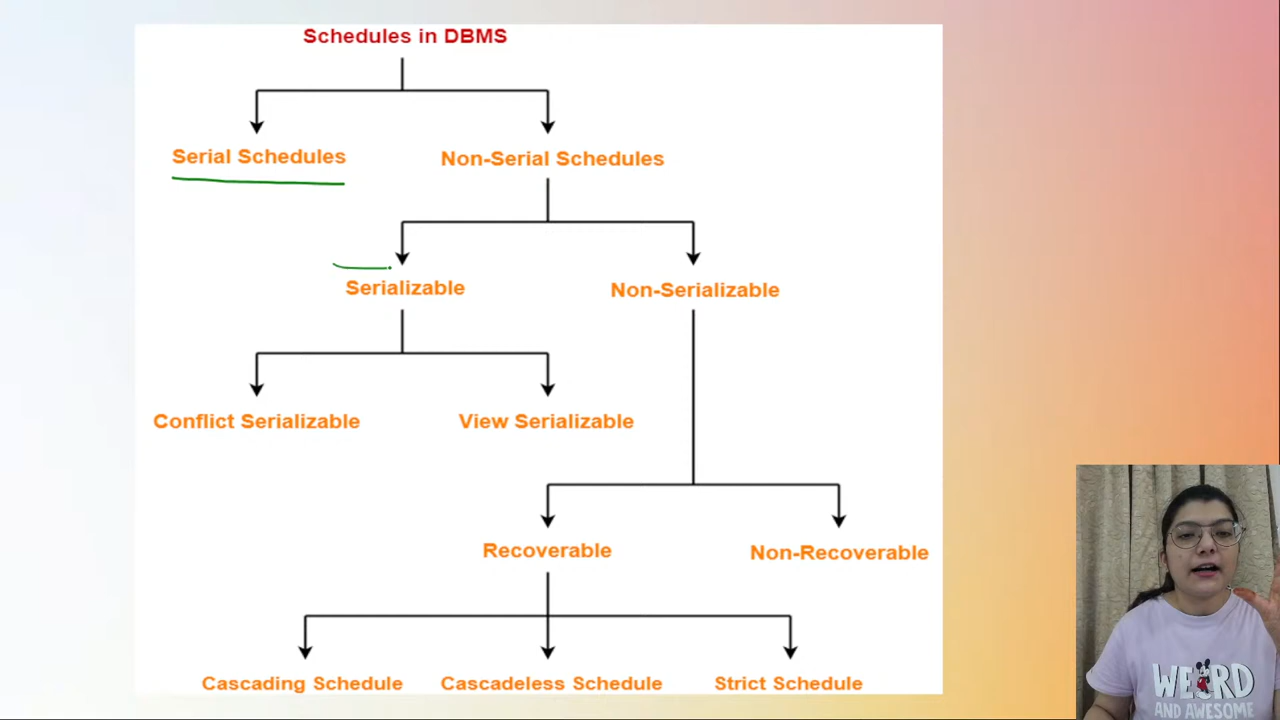 Schedules in DBMS
Serial Schedules
Non-Serial Schedules
Serializable
Non-Serializable
Conflict Serializable
View Serializable
Recoverable
Non-Recoverable
Cascading Schedule
Cascadeless Schedule
Strict Schedule
WEIRD
AND AWESOME